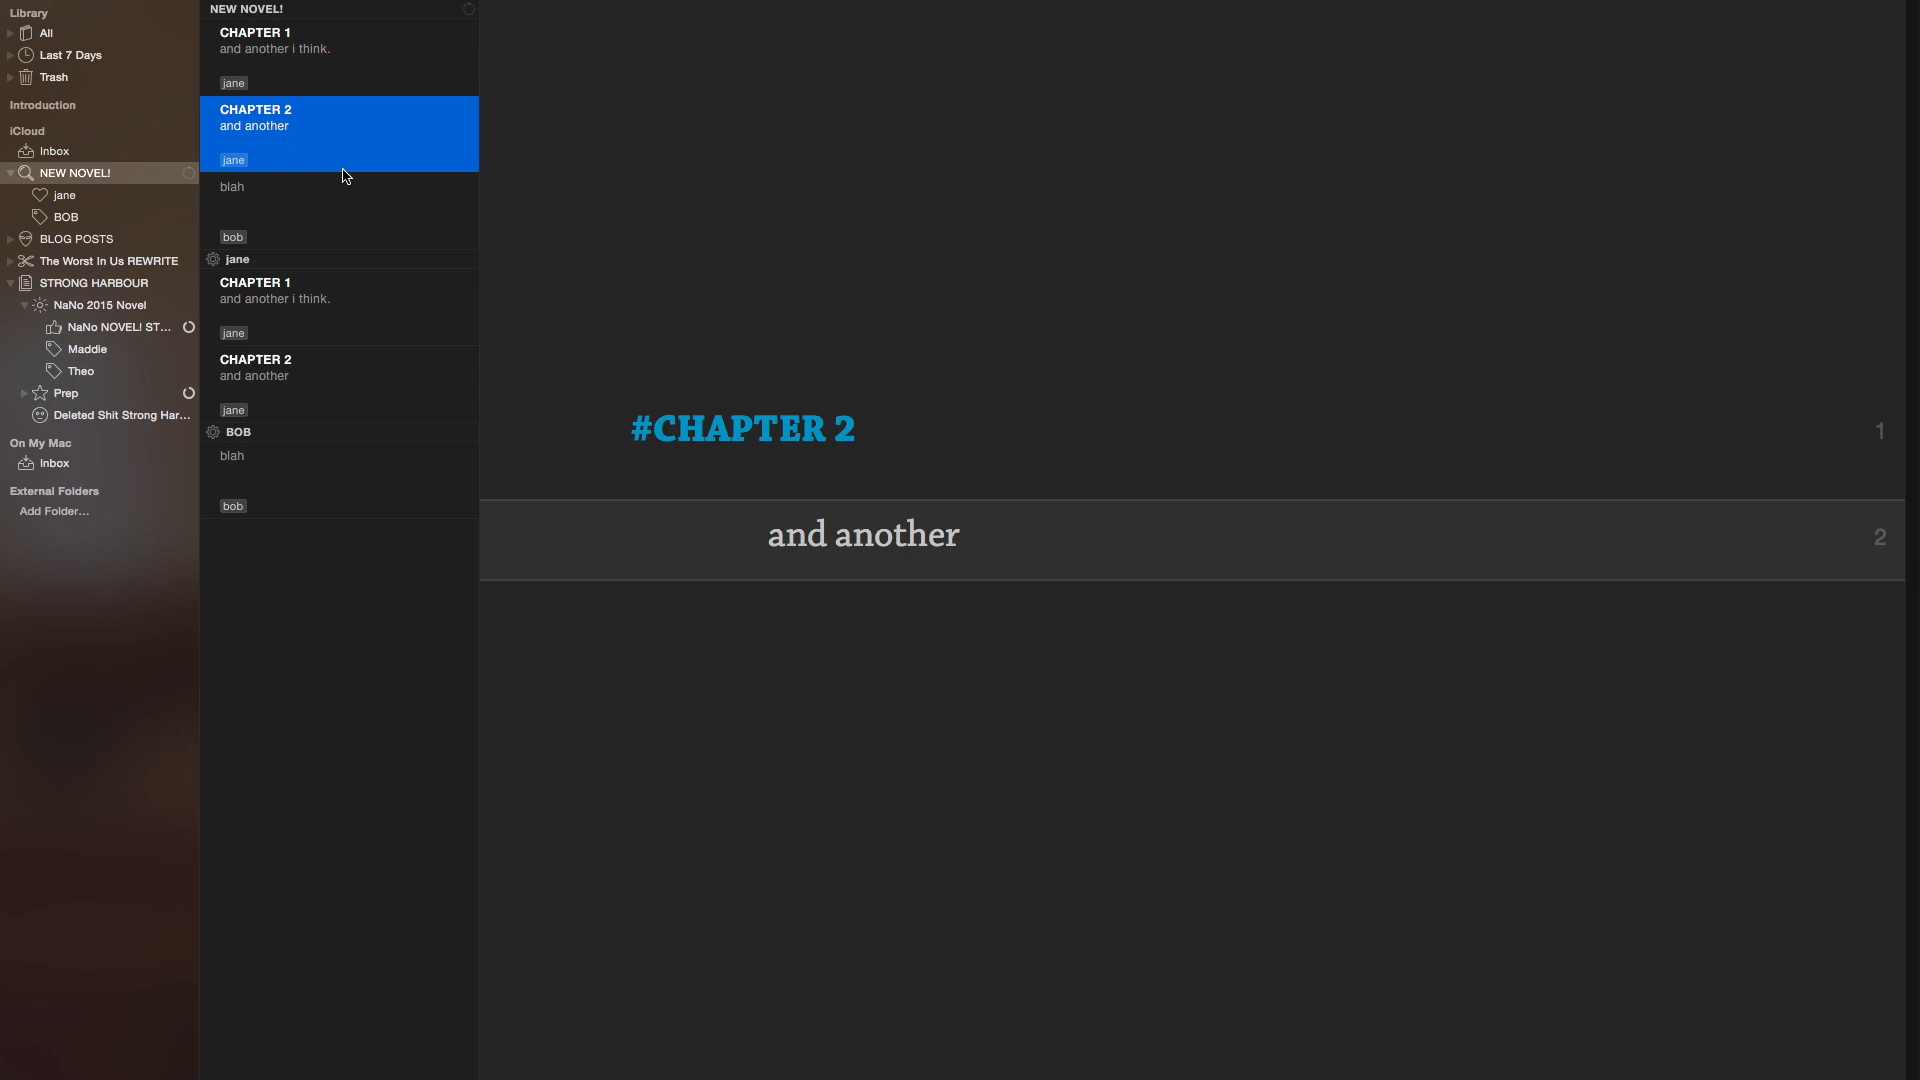 Library
All
Last 7 Days
Trash
Introduction
iCloud
Inbox
NEW NOVEL!
jane
BOB
BLOG POSTS
The Worst In Us REWRITE
STRONG HARBOUR
NaNo 2015 Novel
NaNo NOVEL! ST...
Maddie
Theo
Prep
Deleted Shit Strong Har...
On My Mac
Inbox
External Folders
Add Folder...
NEW NOVEL!
CHAPTER 1
and another i think.
jane
CHAPTER 2
and another
jane
blah
bob
jane
CHAPTER 1
and another i think.
jane
CHAPTER 2
and another
jane
BOB
blah
bob
#CHAPTER 2 1
and another 2